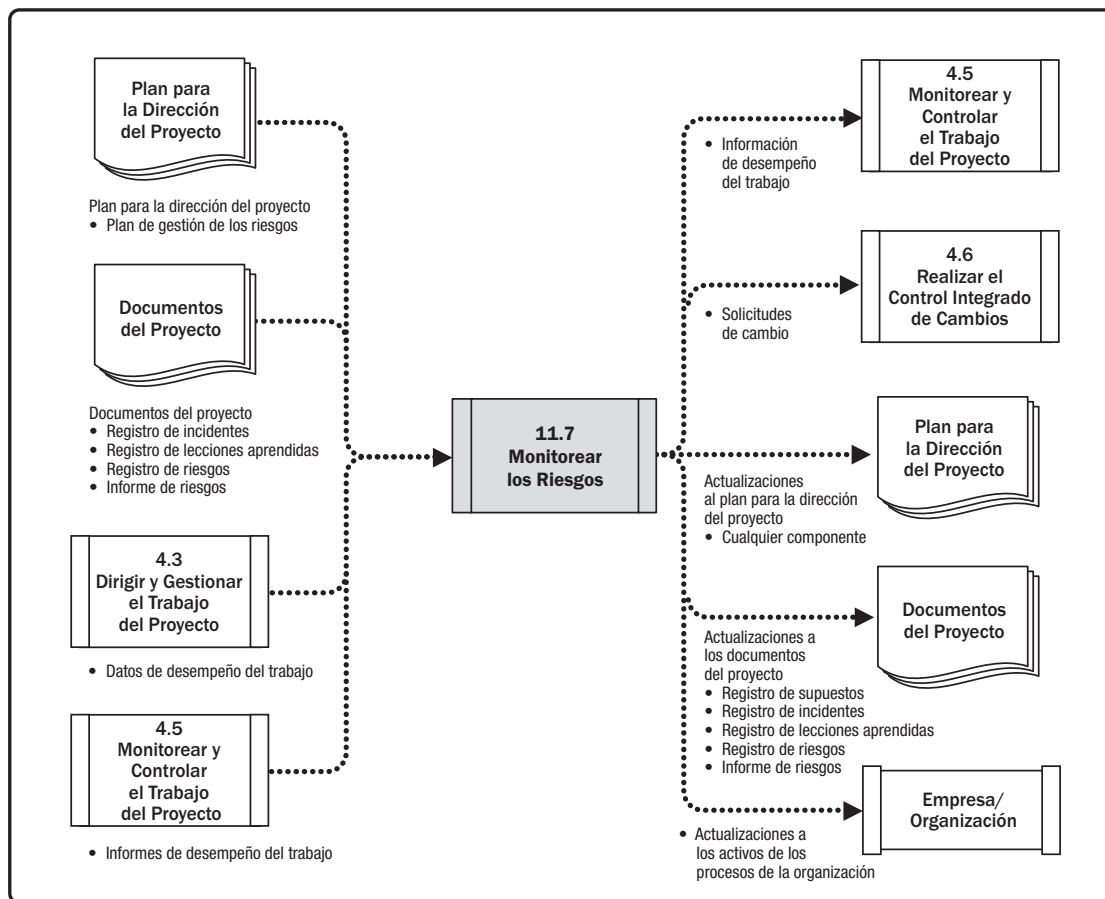 Plan para
la Dirección
del Proyecto
Plan para la dirección del proyecto
• Plan de gestión de los riesgos
Documentos
del Proyecto
Documentos del proyecto
• Registro de incidentes
• Registro de lecciones aprendidas
• Registro de riesgos
• Informe de riesgos
4.3
Dirigir y Gestionar
el Trabajo
del Proyecto
• Datos de desempeño del trabajo
4.5
Monitorear y
Controlar
el Trabajo
del Proyecto
• Informes de desempeño del trabajo
11.7
Monitorear
los Riesgos
4.5
Monitorear y
Controlar
el Trabajo
del Proyecto
• Información
de desempeño
del trabajo
4.6
Realizar el
Control Integrado
de Cambios
• Solicitudes
de cambio
Plan para
la Dirección
del Proyecto
Actualizaciones
al plan para la dirección
del proyecto
• Cualquier componente
Documentos
del Proyecto
Actualizaciones a
los documentos
del proyecto
• Registro de supuestos
• Registro de incidentes
• Registro de lecciones aprendidas
• Registro de riesgos
• Informe de riesgos
Empresa/
Organización
• Actualizaciones a
los activos de los
procesos de la organización